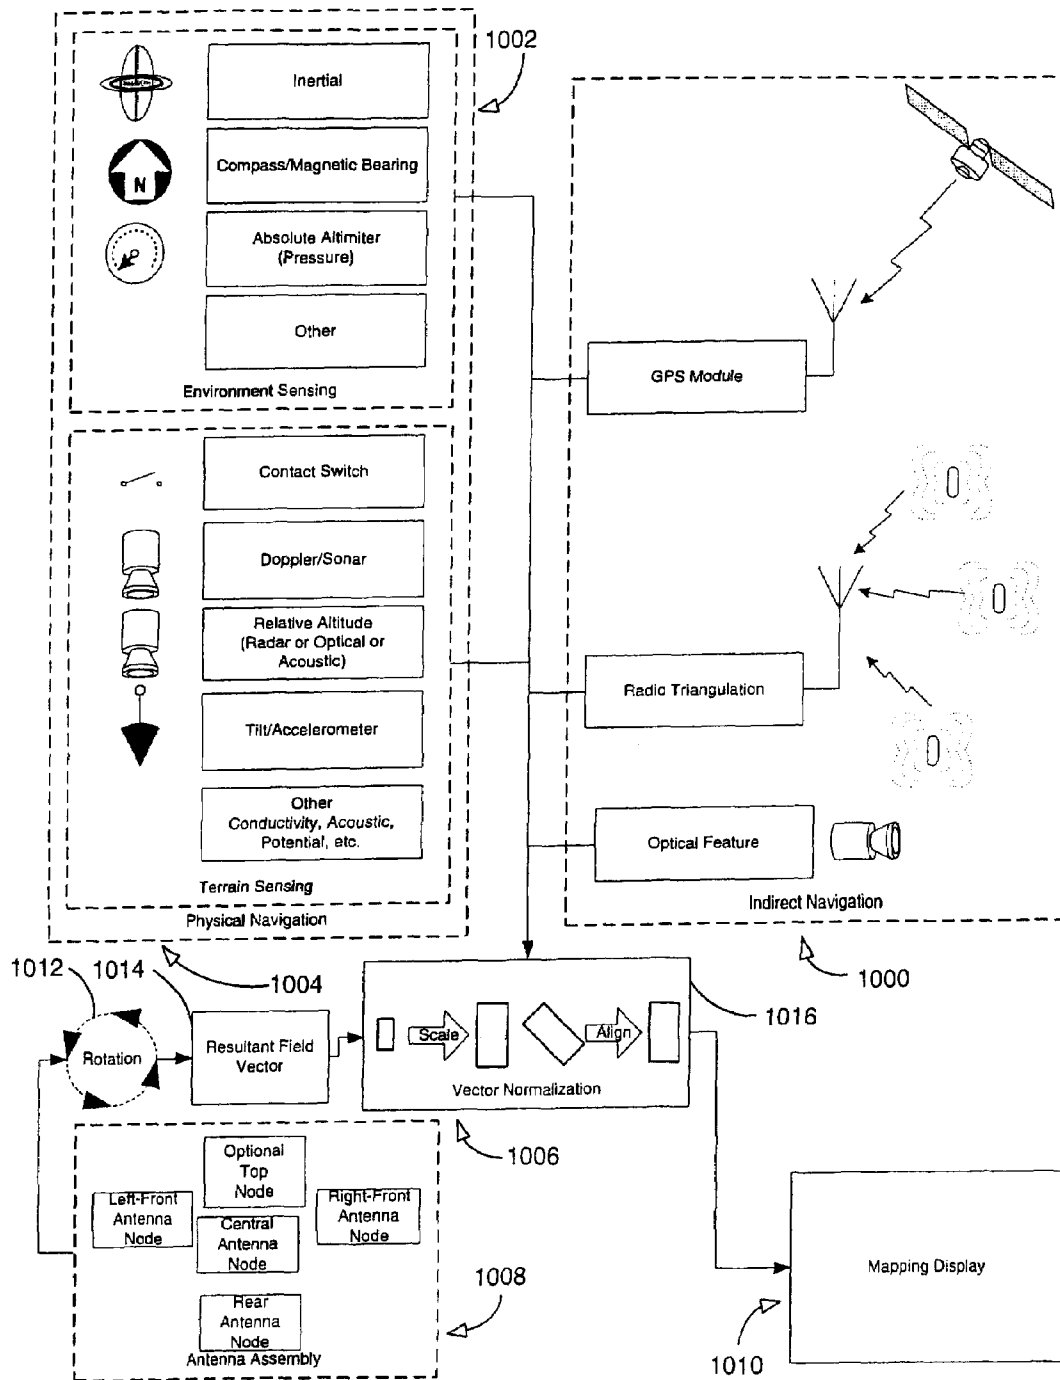 1002
Inertial
Compass/Magnetic Bearing
N
Absolute Altimiter
(Pressure)
Other
Environment Sensing
GPS Module
Contact Switch
Doppler/Sonar
Relative Altitude
(Radar or Optical or
Acoustic)
Tilt/Accelerometer
Other
Conductivity, Acoustic,
Potential, etc.
Terrain Sensing
Physical Navigation
Radio Triangulation
Optical Feature
Indirect Navigation
1012
1014
1004
1000
1016
Rotation
Resultant Field
Vector
Scale
Align
Vector Normalization
1006
Optional
Top
Node
Left-Front
Antenna
Node
Right-Front
Antenna
Node
Central
Antenna
Node
Rear
Antenna
Node
Antenna Assembly
1008
Mapping Display
1010